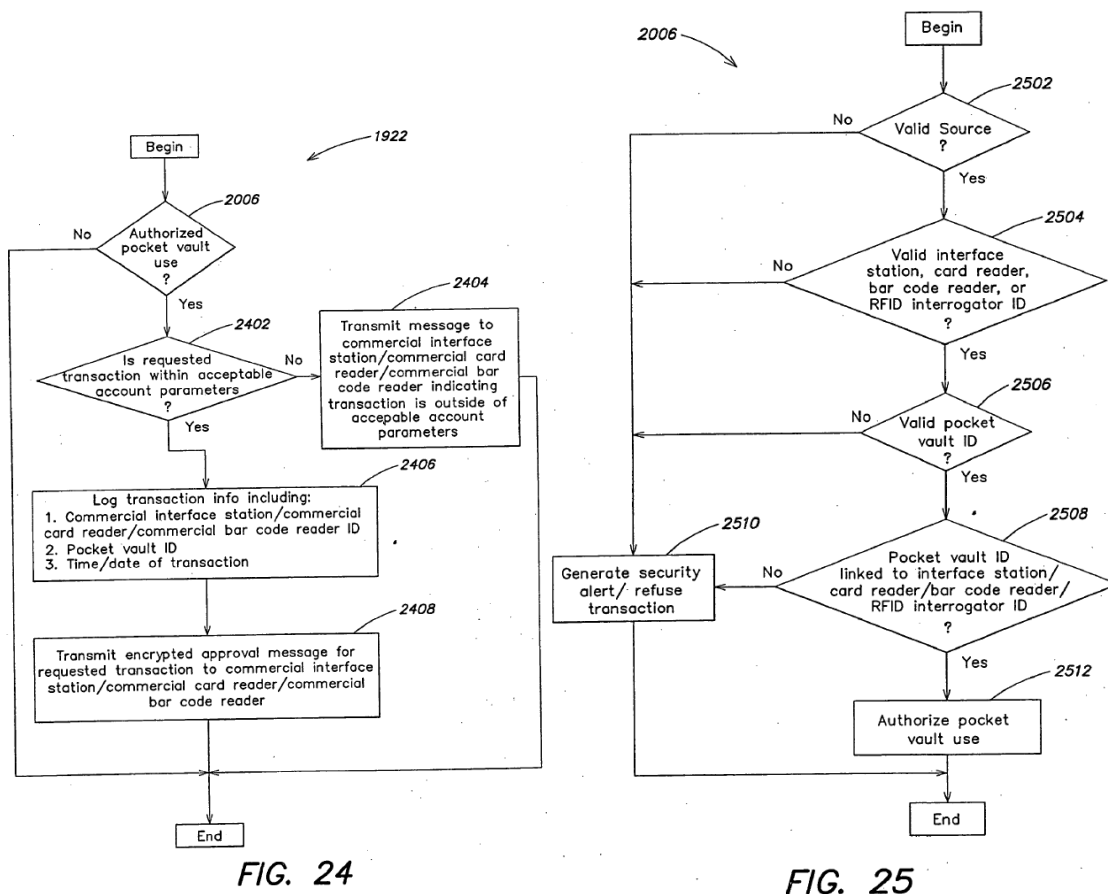 Begin
1922
2006
No
Authorized
pocket vault
use
?
Yes
2402
Is requested
transaction within acceptable
account parameters
?
No
Yes
2404
Transmit message to
commercial interface
station/commercial card
reader/commercial bar
code reader indicating
transaction is outside of
accepable account
parameters
2406
Log transaction info including:
1. Commercial interface station/commercial
card reader/commercial bar code reader ID
2. Pocket vault ID
3. Time/date of transaction
2408
Transmit encrypted approval message for
requested transaction to commercial interface
station/commercial card reader/commercial
bar code reader
End
FIG. 24
2006
Begin
2502
No
Valid Source
?
Yes
2504
No
Valid interface
station, card reader,
bar code reader, or
RFID interrogator ID
?
Yes
2506
No
Valid pocket
vault ID
?
Yes
2508
No
Pocket vault ID
linked to interface station/
card reader/bar code reader/
RFID interrogator ID
?
Yes
2510
Generate security
alert/ refuse
transaction
2512
Authorize pocket
vault use
End
FIG. 25